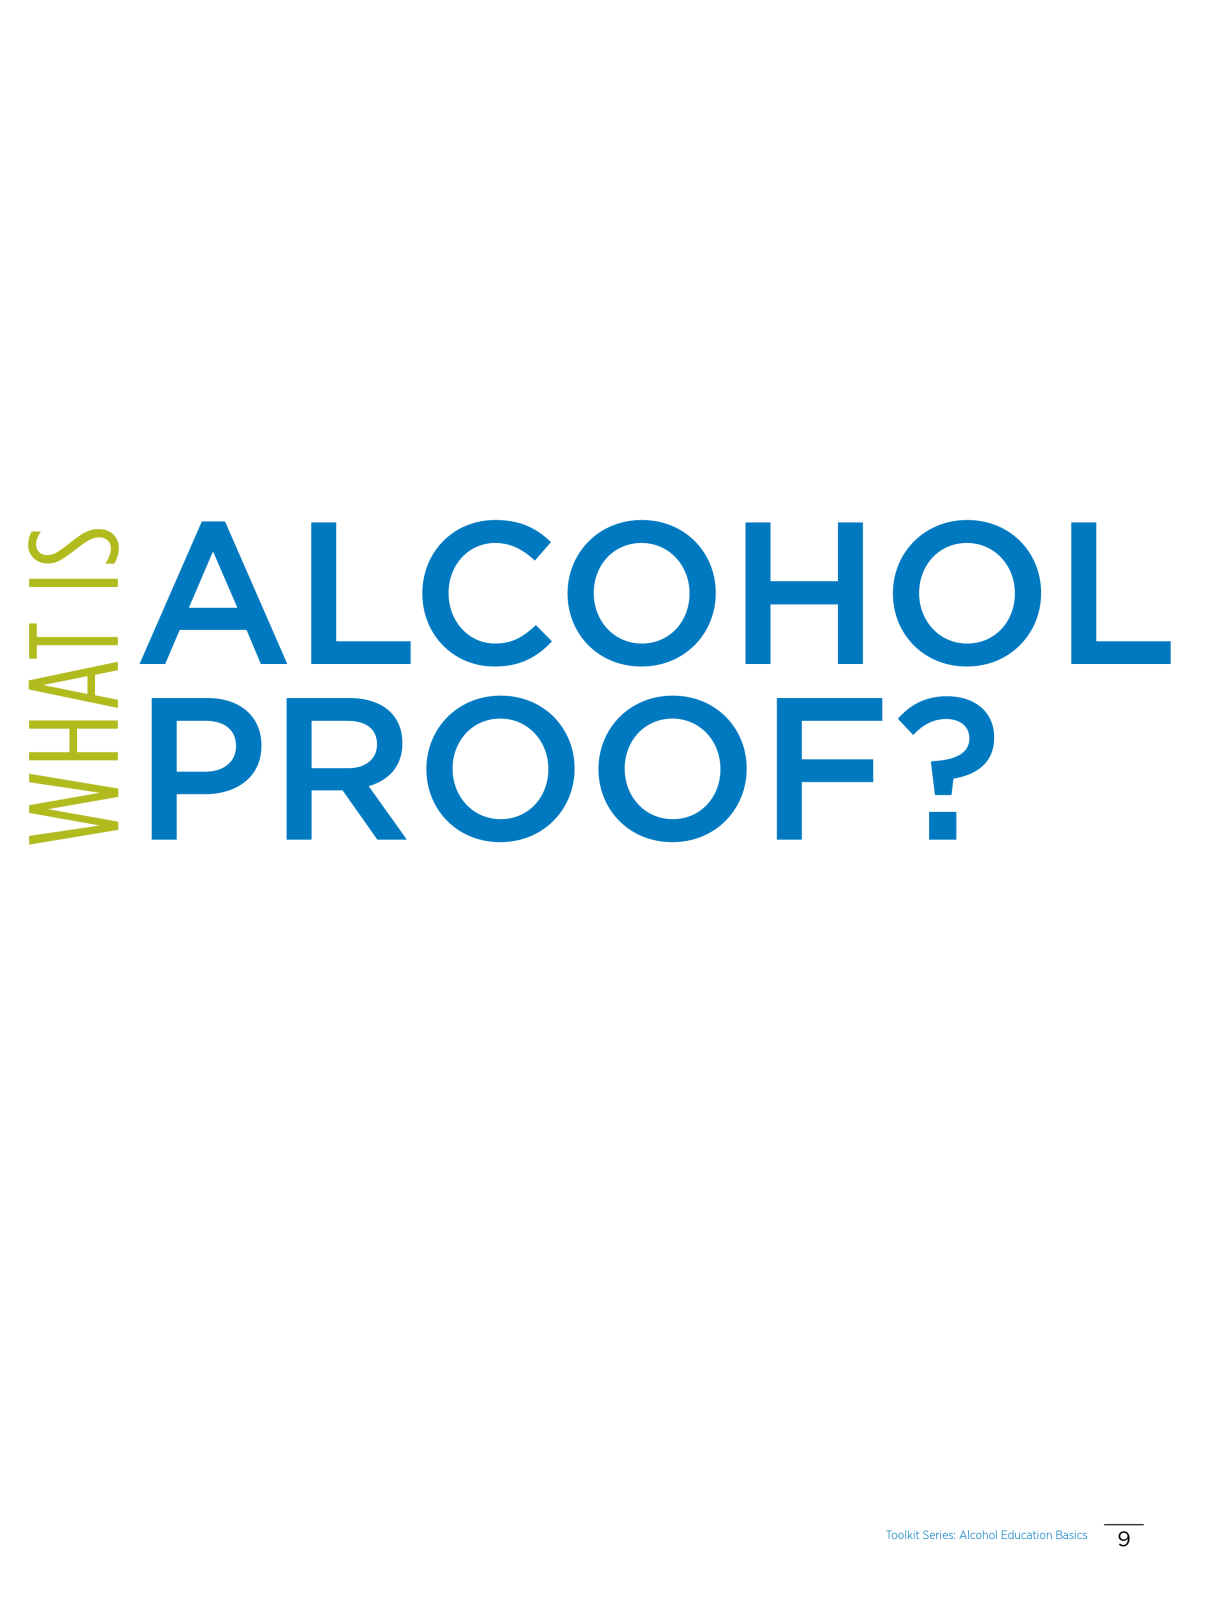 WHAT IS
ALCOHOL
PROOF?
Toolkit Series: Alcohol Education Basics
9